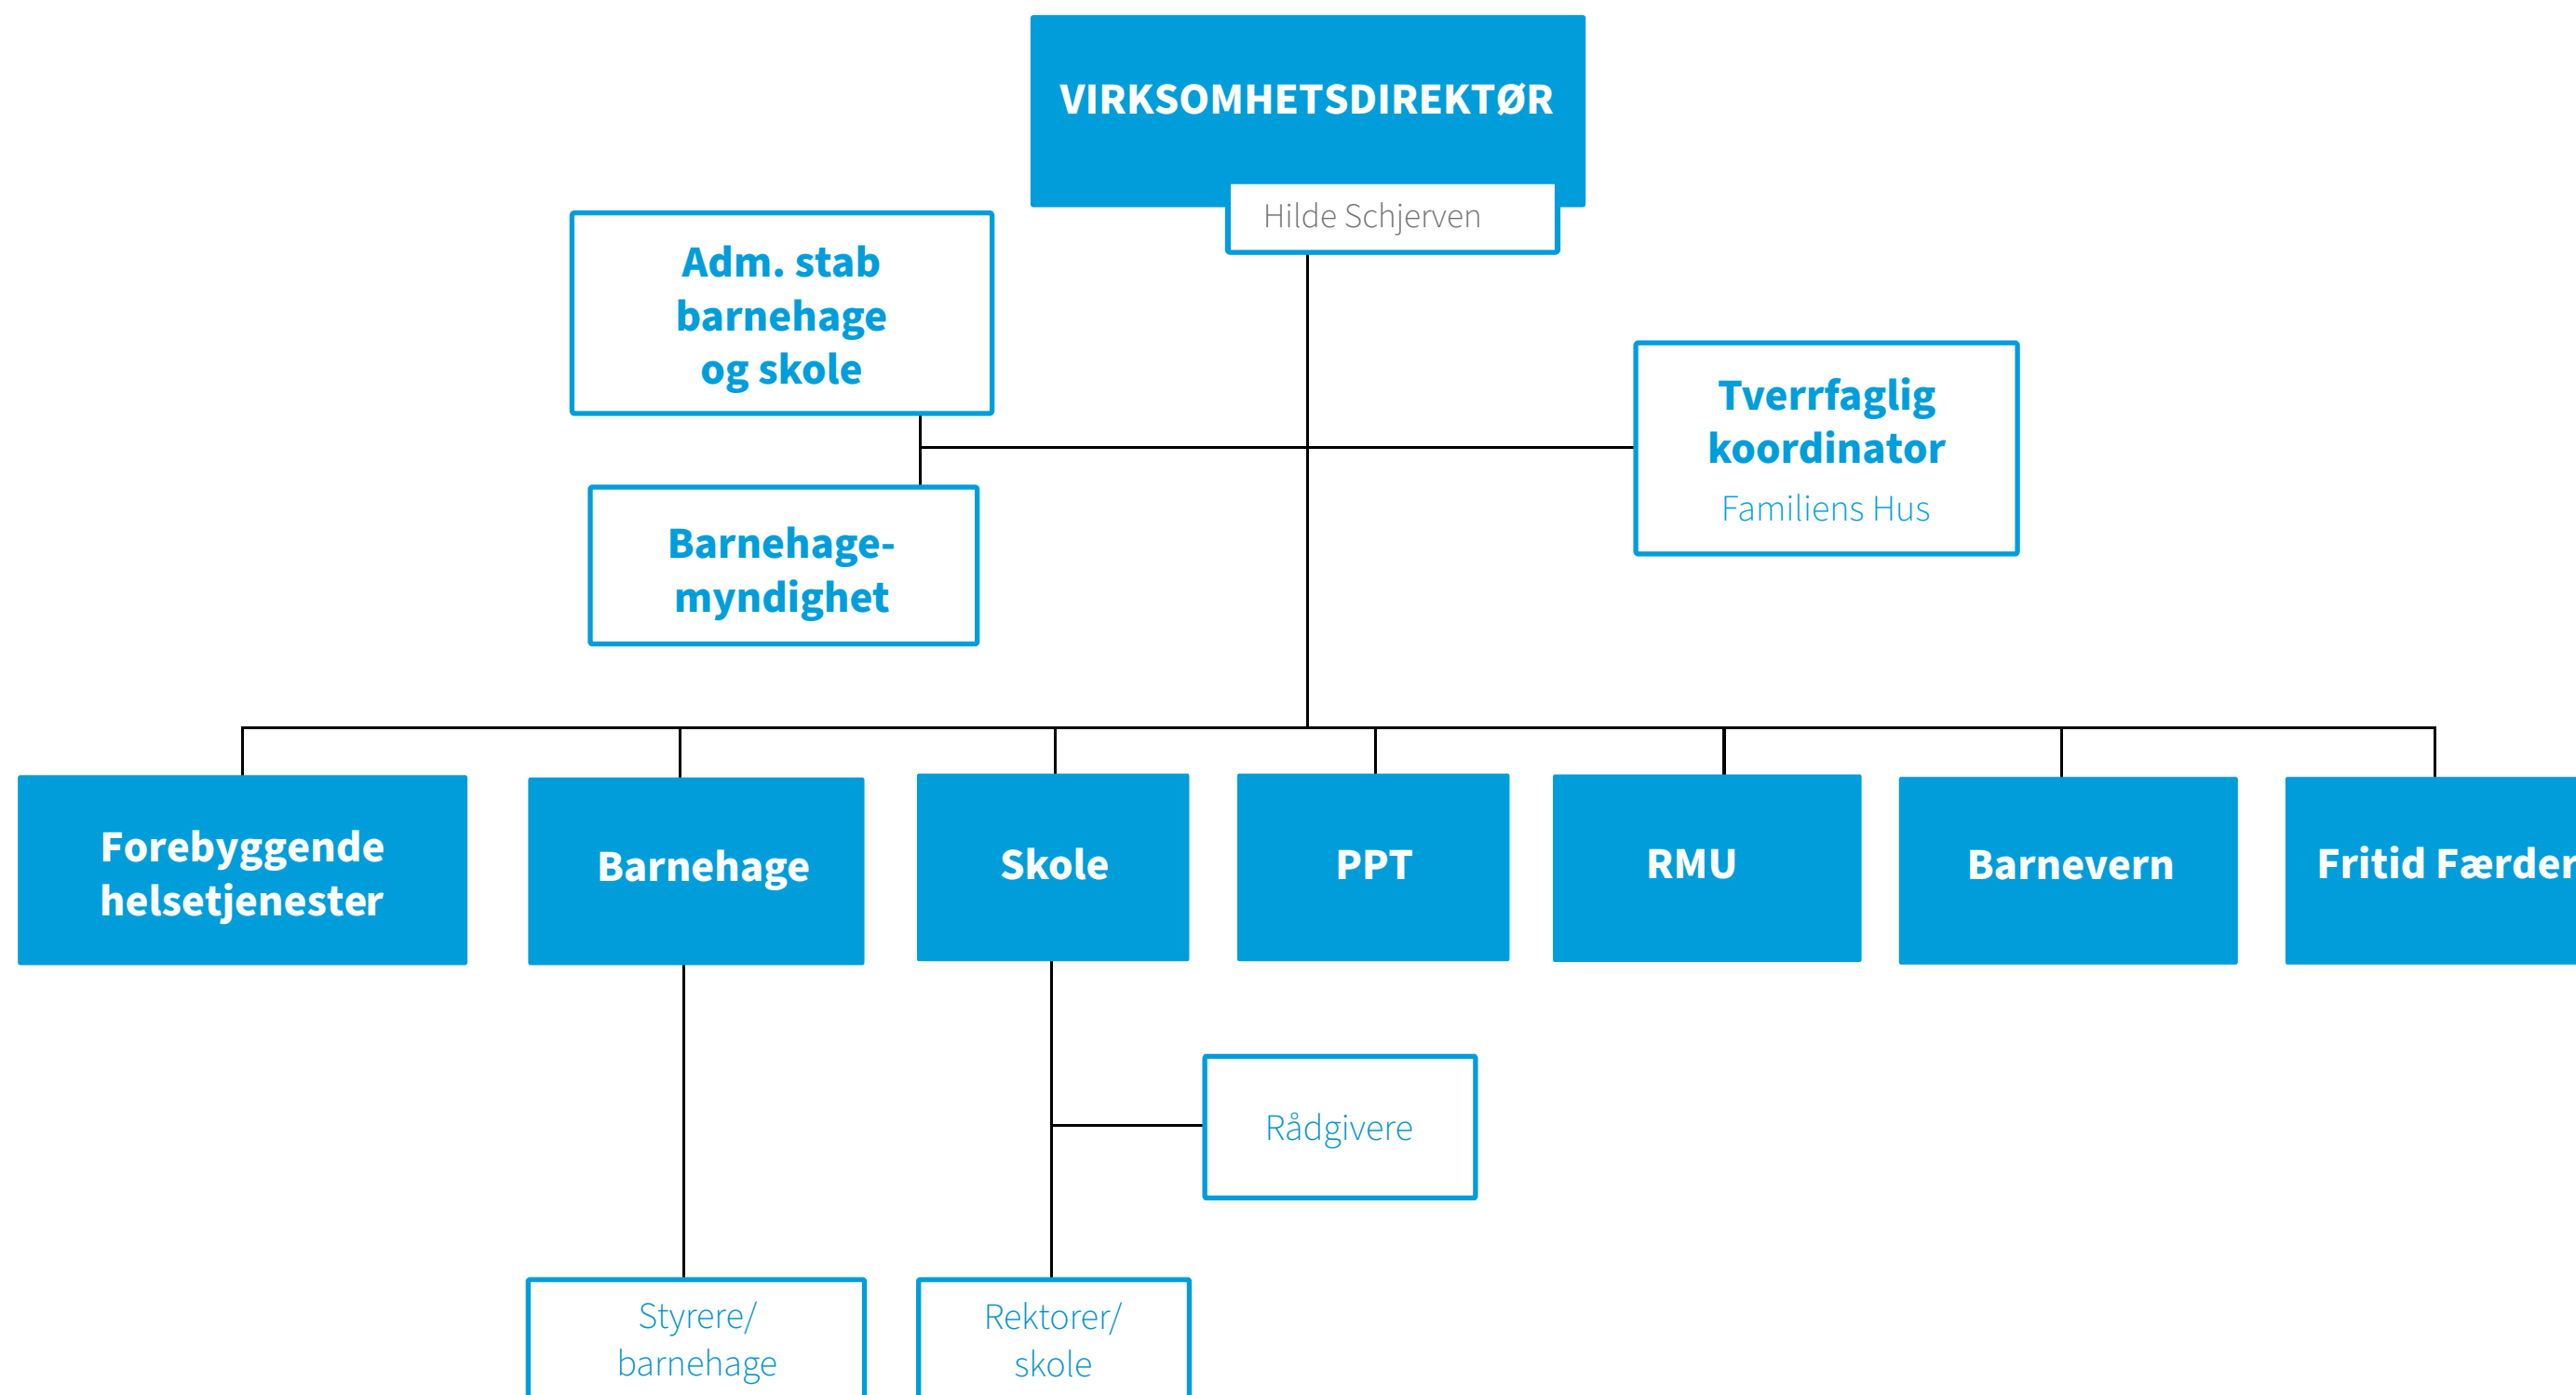 VIRKSOMHETSDIREKTØR
Hilde Schjerven
Adm. stab
barnehage
og skole
Tverrfaglig
koordinator
Familiens Hus
Barnehage-
myndighet
Forebyggende
helsetjenester
Barnehage
Skole
PPT
RMU
Barnevern
Fritid Færder
Rådgivere
Styrere/
barnehage
Rektorer/
skole